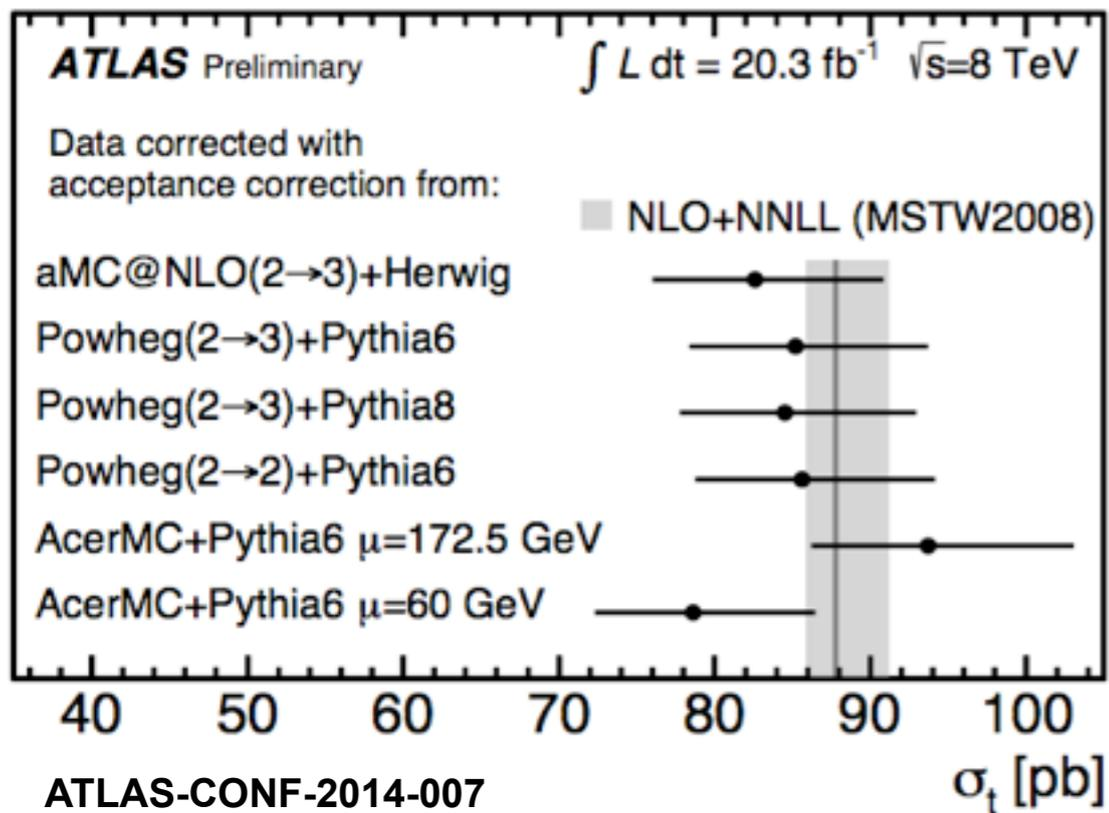 ATLAS Preliminary ∫ L dt = 20.3 fb⁻¹ √s=8 TeV
Data corrected with
acceptance correction from:
NLO+NNLL (MSTW2008)
aMC@NLO(2→3)+Herwig
Powheg(2→3)+Pythia6
Powheg(2→3)+Pythia8
Powheg(2→2)+Pythia6
AcerMC+Pythia6 μ=172.5 GeV
AcerMC+Pythia6 μ=60 GeV
40 50 60 70 80 90 100
σt [pb]
ATLAS-CONF-2014-007